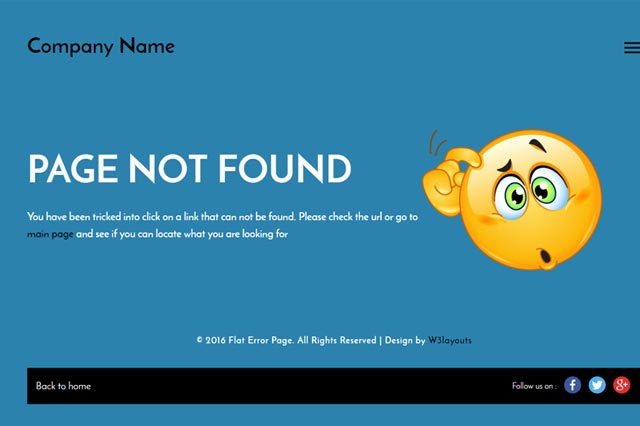 Company Name
PAGE NOT FOUND
You have been tricked into click on a link that can not be found. Please check the url or go to
main page and see if you can locate what you are looking for
© 2016 Flat Error Page. All Rights Reserved | Design by W3layouts
Back to home
Follow us on :